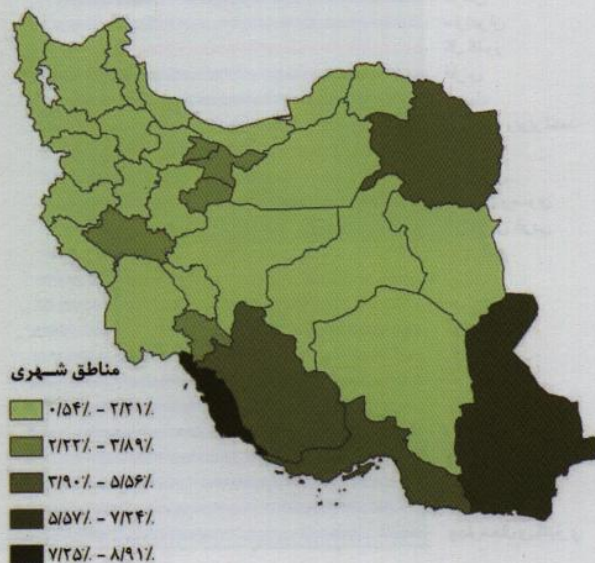 مناطق شهری
۰/۵۴٪ - ۲/۲۱٪
۲/۲۲٪ - ۳/۸۹٪
۳/۹۰٪ - ۵/۵۶٪
۵/۵۷٪ - ۷/۲۴٪
۷/۲۵٪ - ۸/۹۱٪